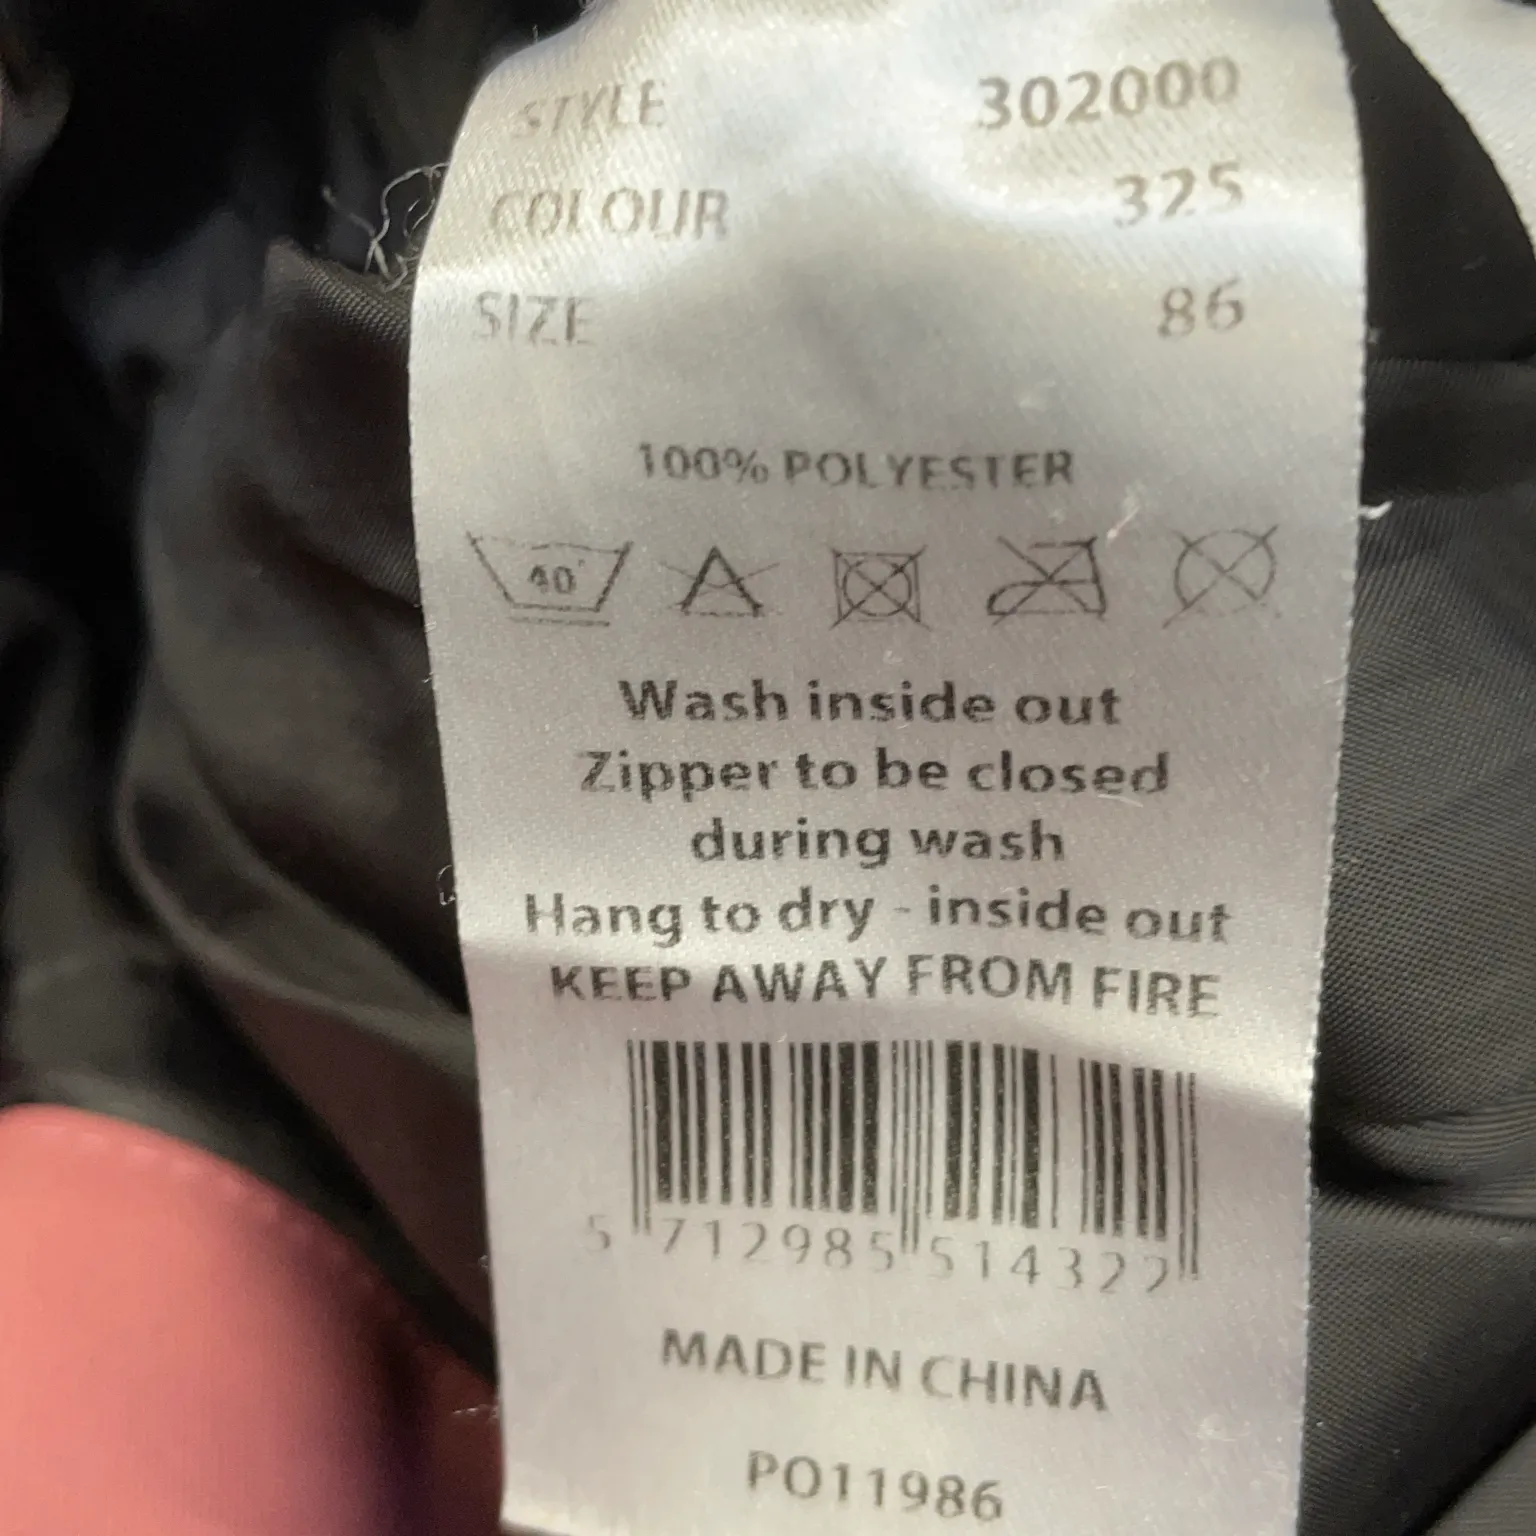 STYLE 302000
COLOUR 325
SIZE 86
100% POLYESTER
40°
Wash inside out
Zipper to be closed
during wash
Hang to dry - inside out
KEEP AWAY FROM FIRE
5 712985 514322
MADE IN CHINA
PO11986